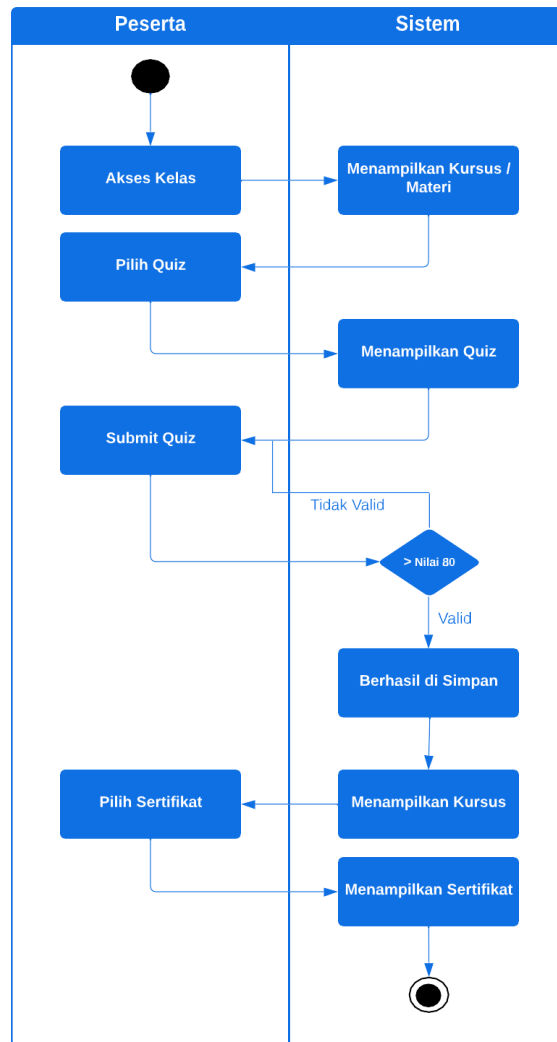 Peserta
Sistem
Akses Kelas
Menampilkan Kursus /
Materi
Pilih Quiz
Menampilkan Quiz
Submit Quiz
Tidak Valid
> Nilai 80
Valid
Berhasil di Simpan
Pilih Sertifikat
Menampilkan Kursus
Menampilkan Sertifikat